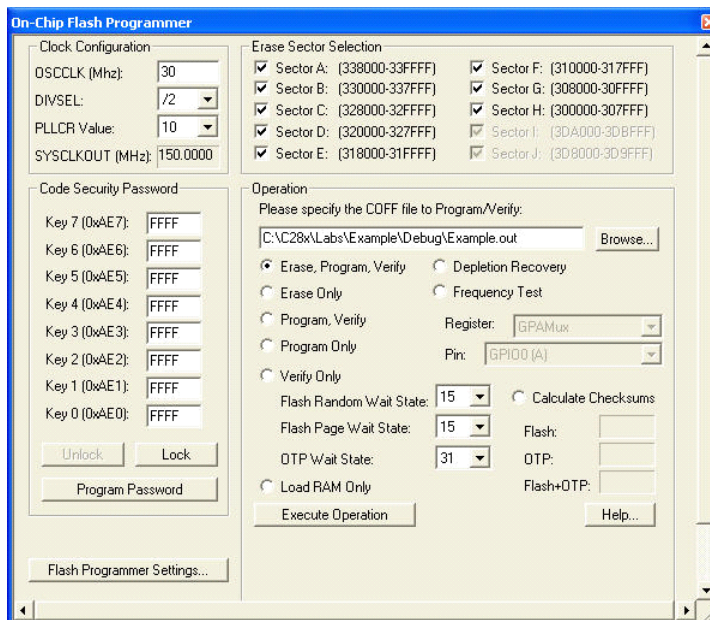 On-Chip Flash Programmer
Clock Configuration
OSCCLK (Mhz): 30
DIVSEL: /2
PLLCR Value: 10
SYSCLKOUT (MHz): 150.0000
Erase Sector Selection
Sector A: (338000-33FFFF)
Sector B: (330000-337FFF)
Sector C: (328000-32FFFF)
Sector D: (320000-327FFF)
Sector E: (318000-31FFFF)
Sector F: (310000-317FFF)
Sector G: (308000-30FFFF)
Sector H: (300000-307FFF)
Sector I: (3DA000-3DBFFF)
Sector J: (3D8000-3D9FFF)
Code Security Password
Key 7 (0xAE7): FFFF
Key 6 (0xAE6): FFFF
Key 5 (0xAE5): FFFF
Key 4 (0xAE4): FFFF
Key 3 (0xAE3): FFFF
Key 2 (0xAE2): FFFF
Key 1 (0xAE1): FFFF
Key 0 (0xAE0): FFFF
Unlock Lock
Program Password
Flash Programmer Settings...
Operation
Please specify the COFF file to Program/Verify:
C:\C28x\Labs\Example\Debug\Example.out Browse...
Erase, Program, Verify
Erase Only
Program, Verify
Program Only
Verify Only
Flash Random Wait State: 15
Flash Page Wait State: 15
OTP Wait State: 31
Load RAM Only
Depletion Recovery
Frequency Test
Register: GPAMux
Pin: GPIO0 (A)
Calculate Checksums
Flash:
OTP:
Flash+OTP:
Execute Operation Help...